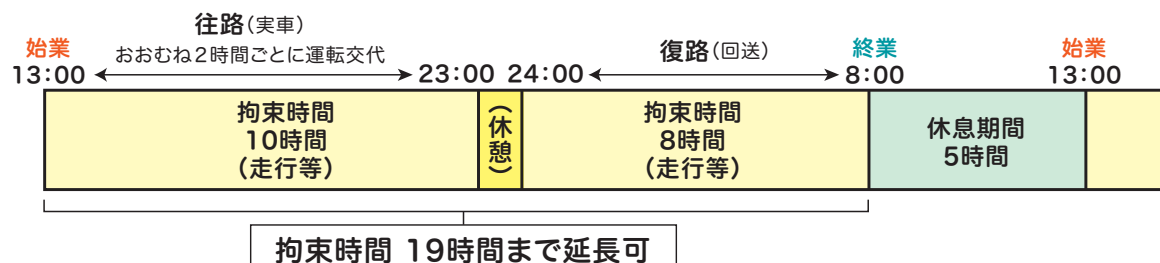 往路(実車)
始業
おおむね2時間ごとに運転交代
復路(回送)
終業
始業
13:00
23:00
24:00
8:00
13:00
拘束時間
10時間
(走行等)
(休憩)
拘束時間
8時間
(走行等)
休息期間
5時間
拘束時間 19時間まで延長可